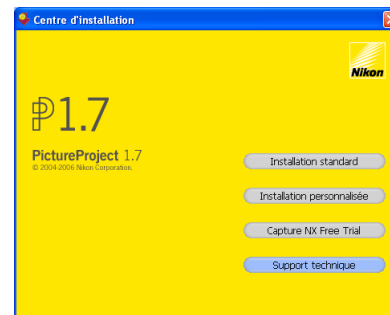 Centre d'installation
Nikon
P1.7
PictureProject 1.7
© 2004-2006 Nikon Corporation.
Installation standard
Installation personnalisée
Capture NX Free Trial
Support technique